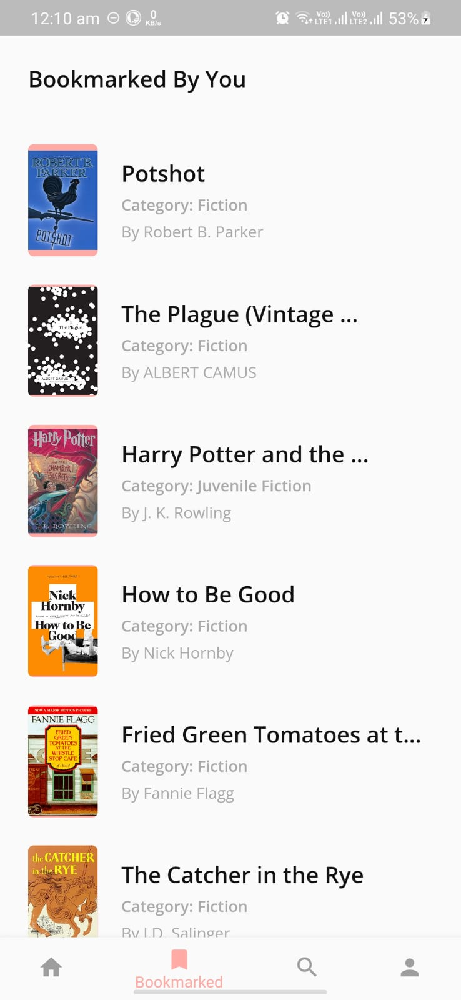 12:10 am 0 KB/s Vo)) LTE1 Vo)) LTE2 53%
Bookmarked By You
ROBERT B.
PARKER
POTSHOT
Potshot
Category: Fiction
By Robert B. Parker
The Plague
ALBERT CAMUS
The Plague (Vintage ...
Category: Fiction
By ALBERT CAMUS
Harry Potter
AND THE
CHAMBER
SECRETS
J. K. ROWLING
Harry Potter and the ...
Category: Juvenile Fiction
By J. K. Rowling
Nick
Hornby
How to Be
Good
How to Be Good
Category: Fiction
By Nick Hornby
NOW A MAJOR MOTION PICTURE
FANNIE FLAGG
FRIED
GREEN
TOMATOES
AT THE
WHISTLE
STOP CAFE
A Novel
Fried Green Tomatoes at t...
Category: Fiction
By Fannie Flagg
the CATCHER
in the RYE
The Catcher in the Rye
Category: Fiction
By J.D. Salinger
Bookmarked